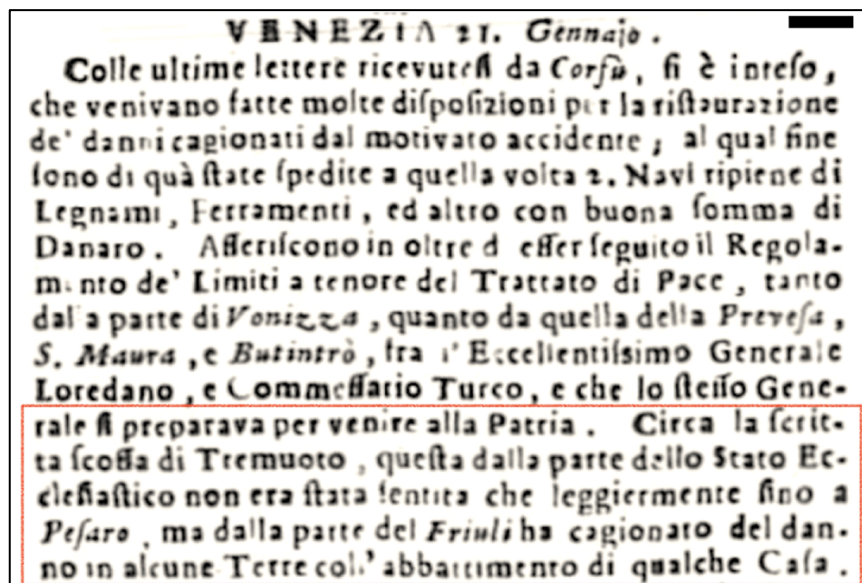 VENEZIA 21. Gennajo.
Colle ultime lettere ricevutesi da Corfù, ſi è inteſo,
che venivano fatte molte diſpoſizioni per la riſtaurazione
de' danni cagionati dal motivato accidente; al qual fine
ſono di quà ſtate ſpedite a quella volta 2. Navi ripiene di
Legnami, Ferramenti, ed altro con buona ſomma di
Danaro. Aſſeriſcono in oltre d eſſer ſeguito il Regola-
mento de' Limiti a tenore del Trattato di Pace, tanto
dalla parte di Vonizza, quanto da quella della Preveſa,
S. Maura, e Butintrò, fra l'Eccellentiſsimo Generale
Loredano, e Commeſſario Turco, e che lo ſteſſo Gene-
rale ſi preparava per venire alla Patria. Circa la ſcrit-
ta ſcoſſa di Tremuoto, queſta dalla parte dello Stato Ec-
cleſiaſtico non era ſtata ſentita che leggiermente fino a
Peſaro, ma dalla parte del Friuli ha cagionato del dan-
no in alcune Terre coll' abbattimento di qualche Caſa.